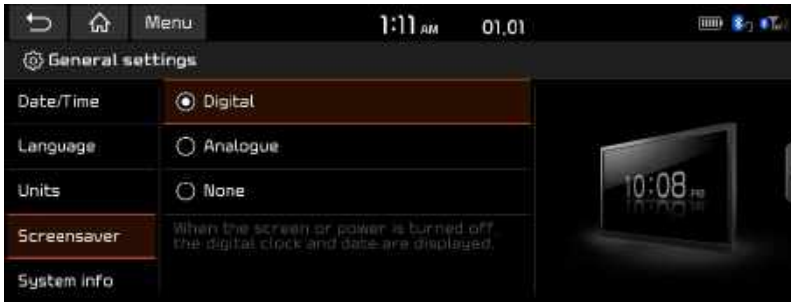 Menu 1:11 AM 01.01
General settings
Date/Time
Digital
Language
Analogue
Units
None
Screensaver
When the screen or power is turned off,
the digital clock and date are displayed.
System info
10:08 PM